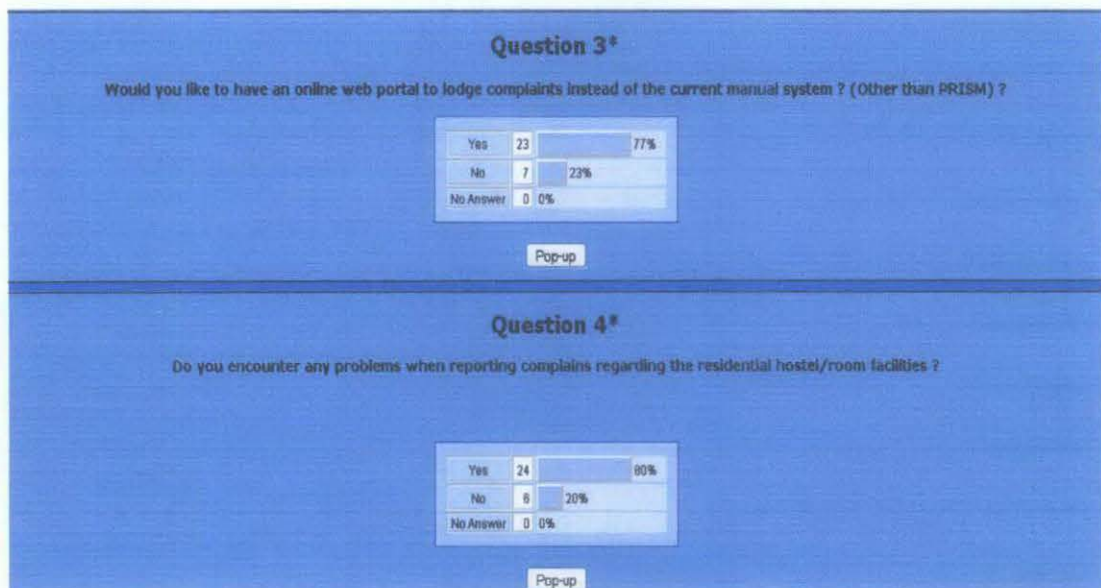 Question 3*
Would you like to have an online web portal to lodge complaints instead of the current manual system ? (Other than PRISM) ?
Yes 23 77%
No 7 23%
No Answer 0 0%
Pop-up
Question 4*
Do you encounter any problems when reporting complains regarding the residential hostel/room facilities ?
Yes 24 80%
No 6 20%
No Answer 0 0%
Pop-up